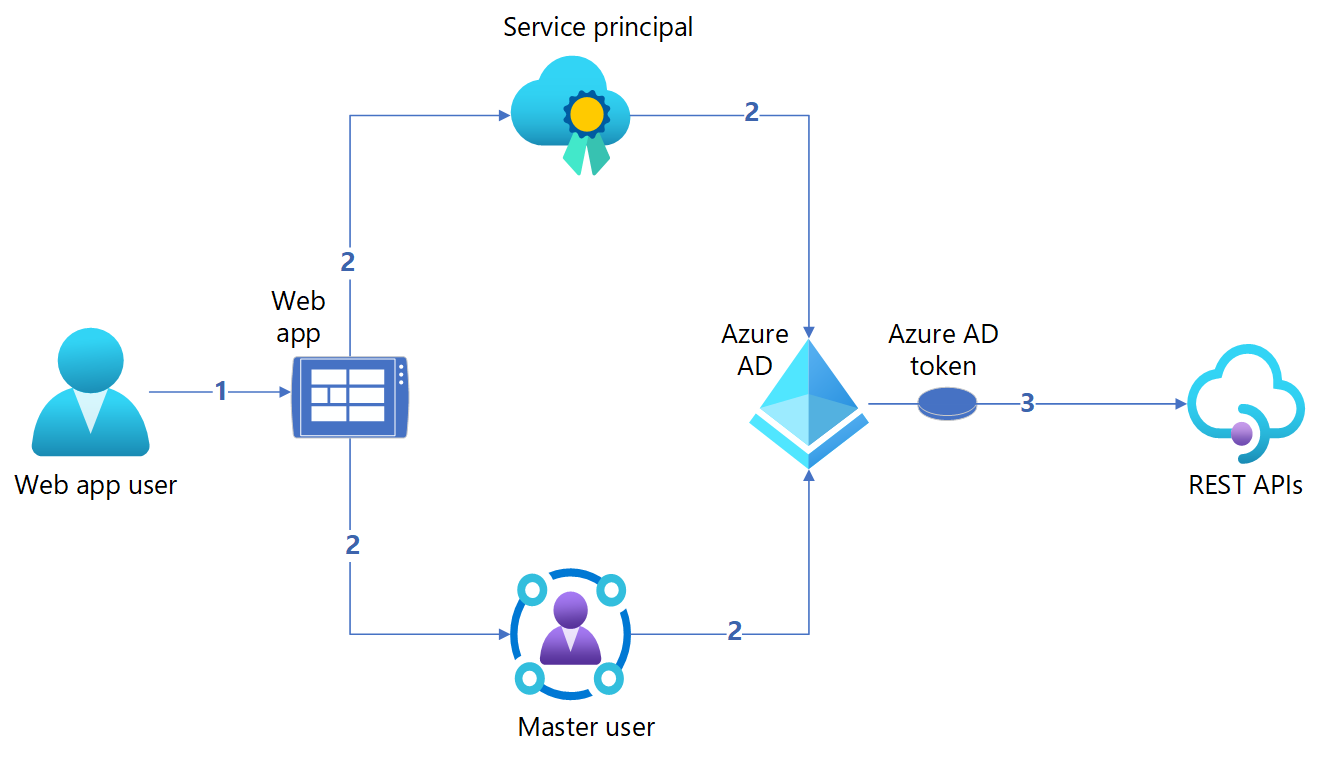 Service principal
2
2
Web
app
Azure
AD
Azure AD
token
1
3
Web app user
REST APIs
2
2
Master user